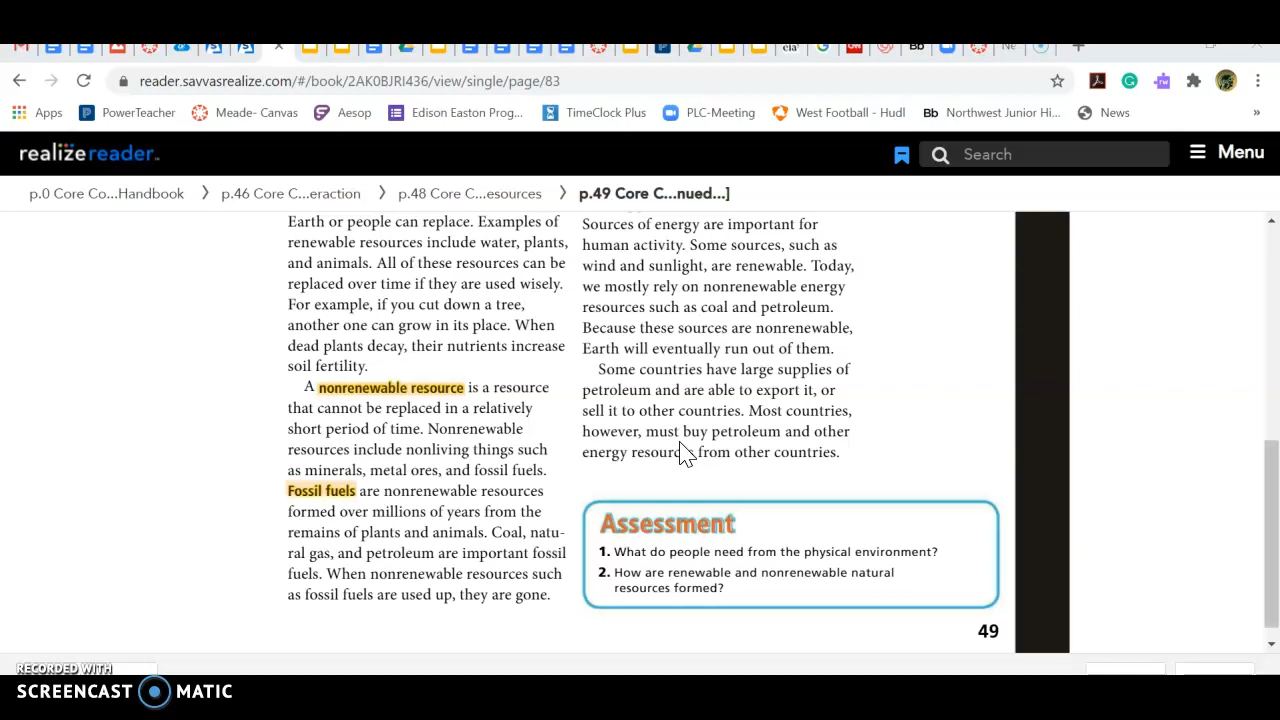 eia
Bb
Ne
reader.savvasrealize.com/#/book/2AK0BJRI436/view/single/page/83
Apps
PowerTeacher
Meade- Canvas
Aesop
Edison Easton Prog...
TimeClock Plus
PLC-Meeting
West Football - Hudl
Bb Northwest Junior Hi...
News
»
realizereader™
Search
Menu
p.0 Core Co...Handbook > p.46 Core C...eraction > p.48 Core C...esources > p.49 Core C...nued...]
Earth or people can replace. Examples of
renewable resources include water, plants,
and animals. All of these resources can be
replaced over time if they are used wisely.
For example, if you cut down a tree,
another one can grow in its place. When
dead plants decay, their nutrients increase
soil fertility.
A nonrenewable resource is a resource
that cannot be replaced in a relatively
short period of time. Nonrenewable
resources include nonliving things such
as minerals, metal ores, and fossil fuels.
Fossil fuels are nonrenewable resources
formed over millions of years from the
remains of plants and animals. Coal, natu-
ral gas, and petroleum are important fossil
fuels. When nonrenewable resources such
as fossil fuels are used up, they are gone.
Sources of energy are important for
human activity. Some sources, such as
wind and sunlight, are renewable. Today,
we mostly rely on nonrenewable energy
resources such as coal and petroleum.
Because these sources are nonrenewable,
Earth will eventually run out of them.
Some countries have large supplies of
petroleum and are able to export it, or
sell it to other countries. Most countries,
however, must buy petroleum and other
energy resources from other countries.
Assessment
1. What do people need from the physical environment?
2. How are renewable and nonrenewable natural
resources formed?
49
RECORDED WITH
SCREENCAST MATIC